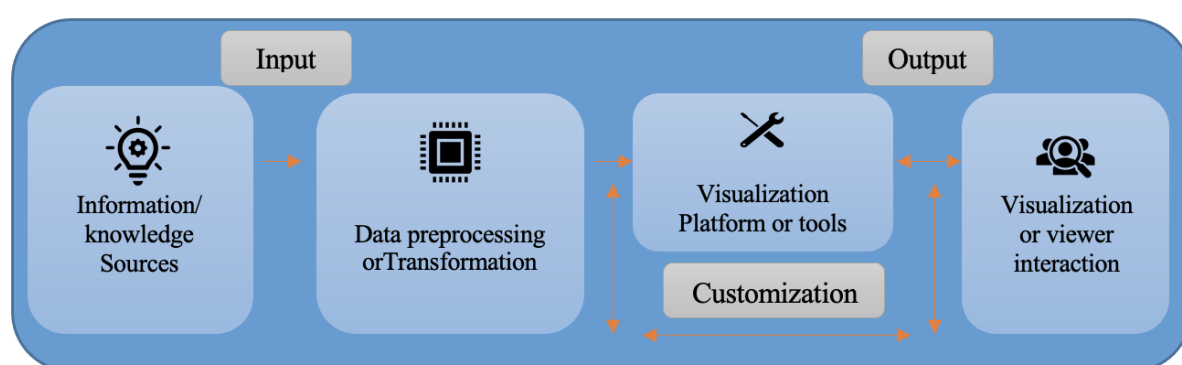 Input
Output
Information/
knowledge
Sources
Data preprocessing
orTransformation
Visualization
Platform or tools
Visualization
or viewer
interaction
Customization